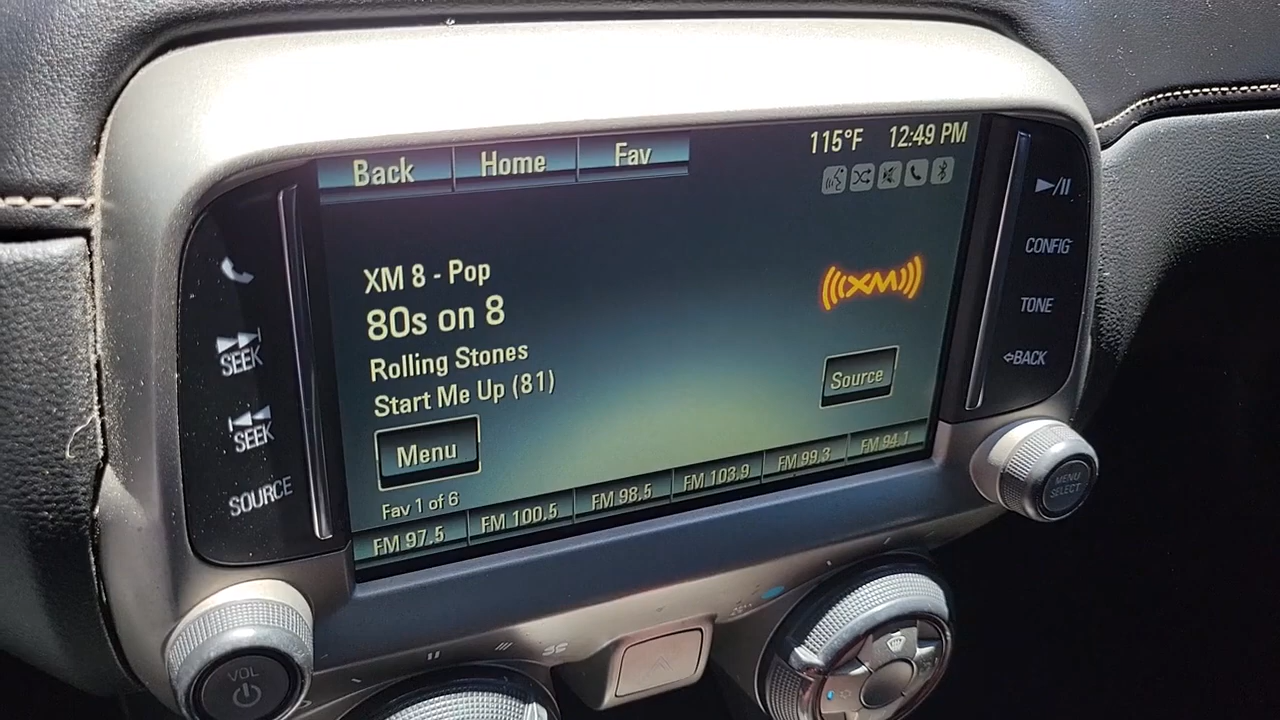 Back Home Fav 115°F 12:49 PM
XM 8 - Pop
80s on 8
Rolling Stones
Start Me Up (81)
XM
Source
Menu
Fav 1 of 6
FM 97.5 FM 100.5 FM 98.5 FM 103.9 FM 99.3 FM 94.1
SEEK
SEEK
SOURCE
VOL
CONFIG
TONE
BACK
MENU
SELECT